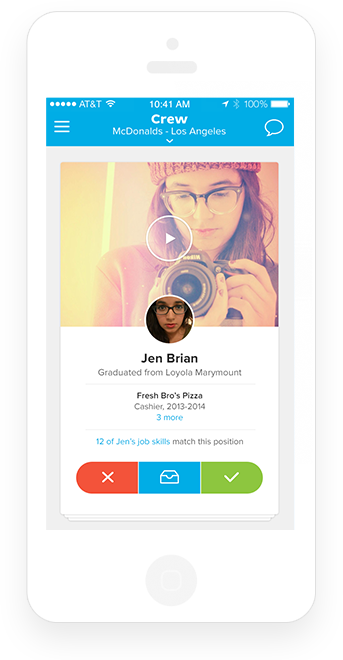 AT&T 10:41 AM 100%
Crew
McDonalds - Los Angeles
Jen Brian
Graduated from Loyola Marymount
Fresh Bro's Pizza
Cashier, 2013-2014
3 more
12 of Jen's job skills match this position